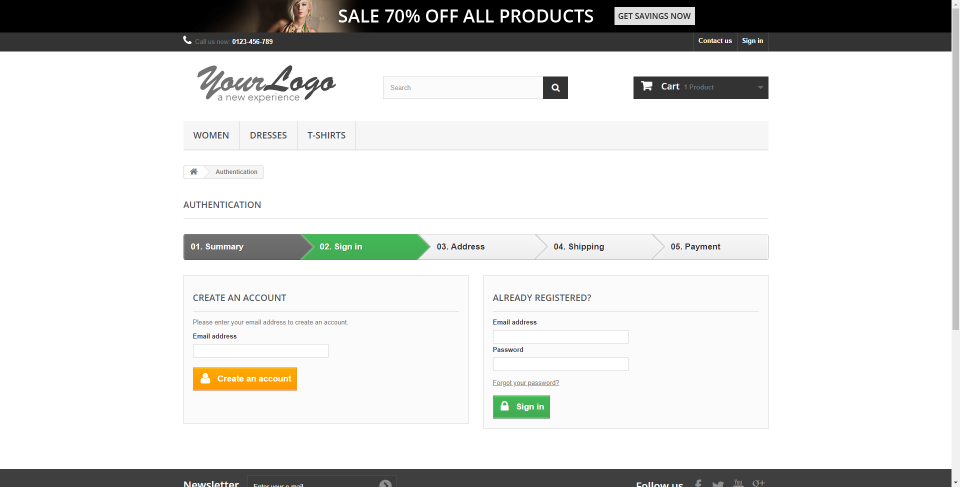 SALE 70% OFF ALL PRODUCTS
GET SAVINGS NOW
Call us now: 0123-456-789
Contact us
Sign in
YourLogo
a new experience
Search
Cart 1 Product
WOMEN
DRESSES
T-SHIRTS
Authentication
AUTHENTICATION
01. Summary
02. Sign in
03. Address
04. Shipping
05. Payment
CREATE AN ACCOUNT
Please enter your email address to create an account.
Email address
Create an account
ALREADY REGISTERED?
Email address
Password
Forgot your password?
Sign in
Newsletter
Enter your e-mail
Follow us